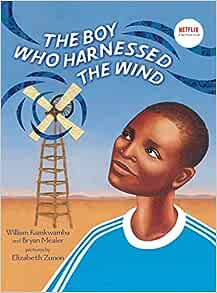 NETFLIX
THE BOY
WHO HARNESSED
THE WIND
William Kamkwamba
and Bryan Mealer
pictures by
Elizabeth Zunon